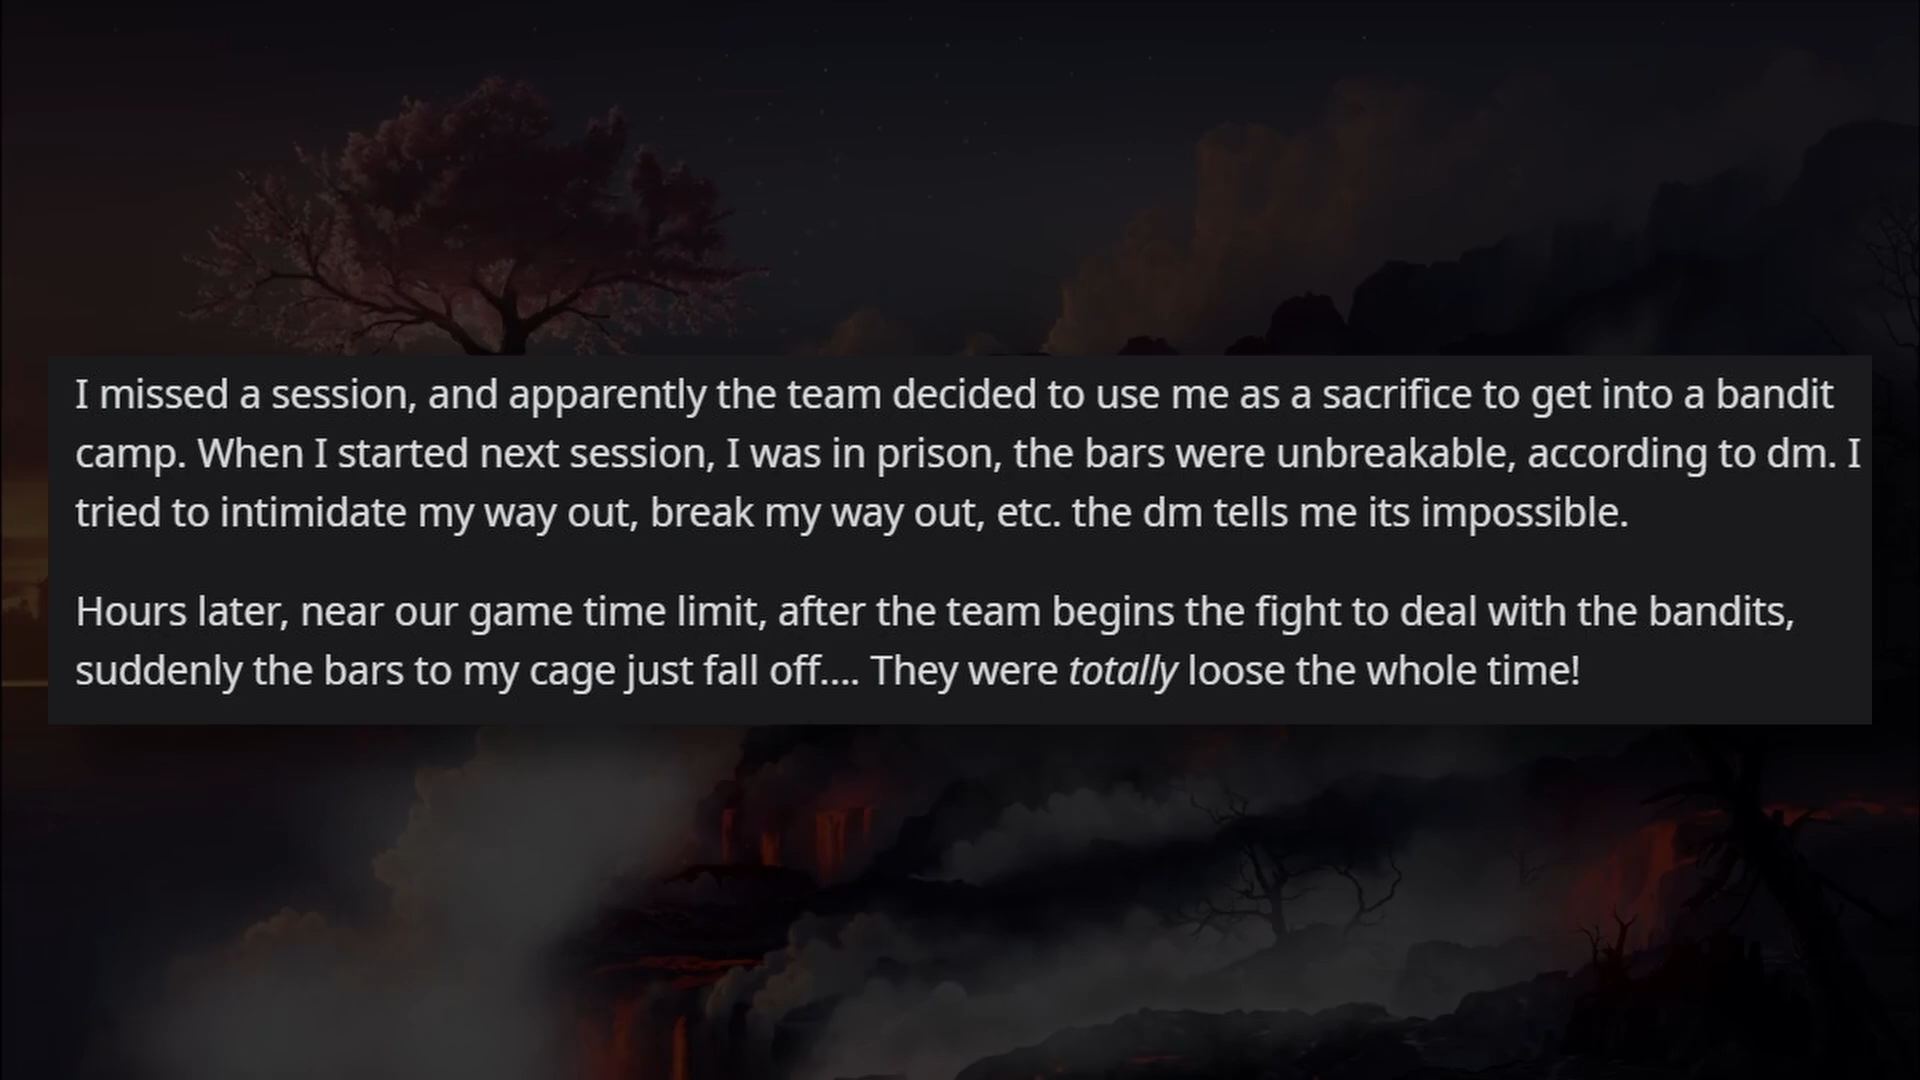 I missed a session, and apparently the team decided to use me as a sacrifice to get into a bandit
camp. When I started next session, I was in prison, the bars were unbreakable, according to dm. I
tried to intimidate my way out, break my way out, etc. the dm tells me its impossible.
Hours later, near our game time limit, after the team begins the fight to deal with the bandits,
suddenly the bars to my cage just fall off.... They were totally loose the whole time!